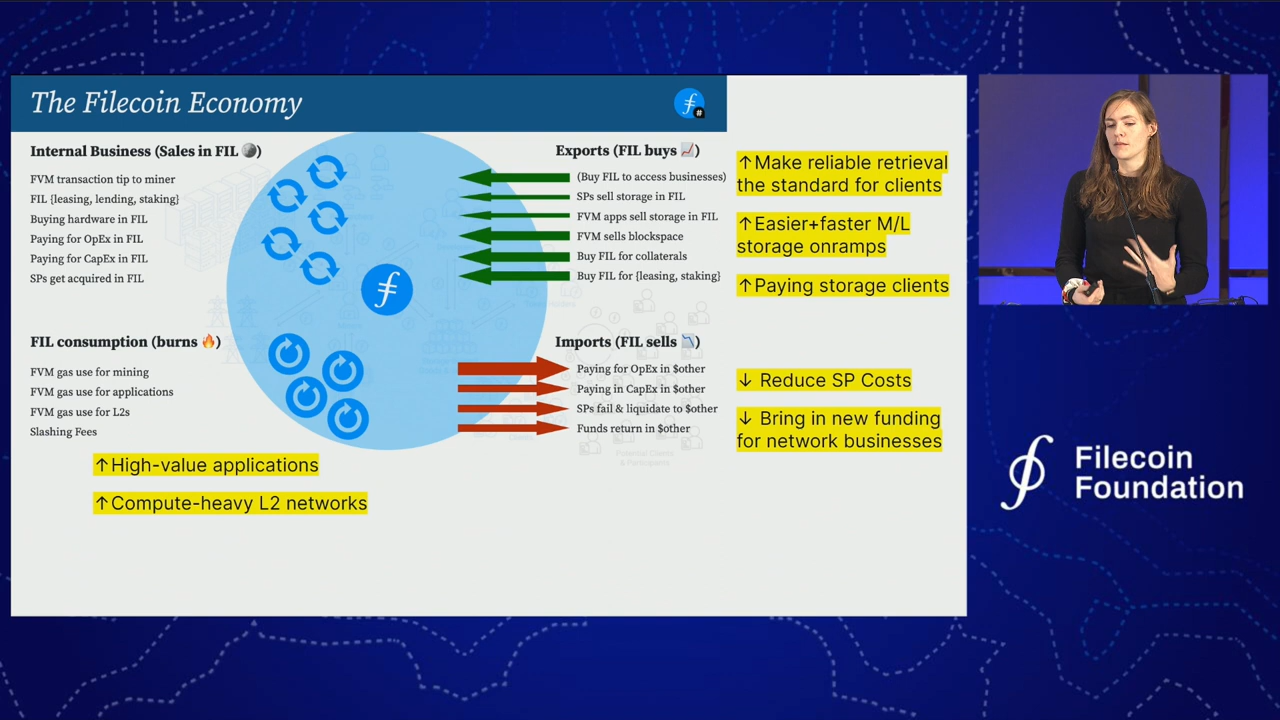 The Filecoin Economy
Internal Business (Sales in FIL)
FVM transaction tip to miner
FIL {leasing, lending, staking}
Buying hardware in FIL
Paying for OpEx in FIL
Paying for CapEx in FIL
SPs get acquired in FIL
Exports (FIL buys)
(Buy FIL to access businesses)
SPs sell storage in FIL
FVM apps sell storage in FIL
FVM sells blockspace
Buy FIL for collaterals
Buy FIL for {leasing, staking}
↑Make reliable retrieval
the standard for clients
↑Easier+faster M/L
storage onramps
↑Paying storage clients
FIL consumption (burns)
FVM gas use for mining
FVM gas use for applications
FVM gas use for L2s
Slashing Fees
↑High-value applications
↑Compute-heavy L2 networks
Imports (FIL sells)
Paying for OpEx in $other
Paying in CapEx in $other
SPs fail & liquidate to $other
Funds return in $other
Potential Clients
& Participants
↓ Reduce SP Costs
↓ Bring in new funding
for network businesses
Filecoin
Foundation